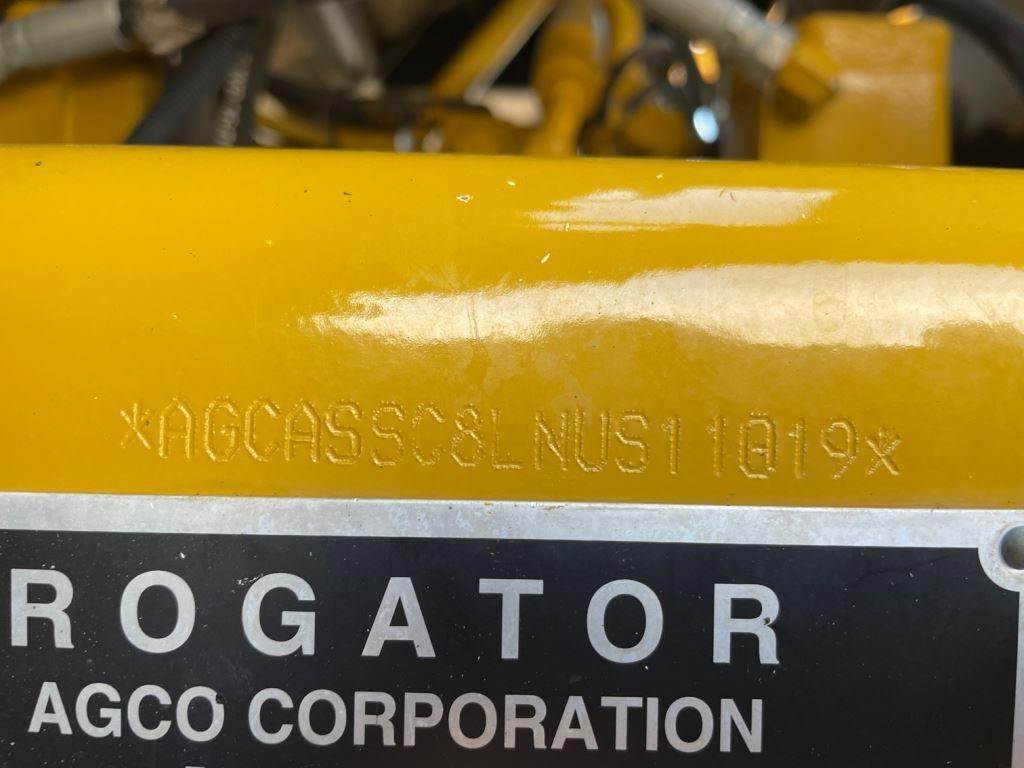 *AGCASSC8LNUS11019*
ROGATOR
AGCO CORPORATION